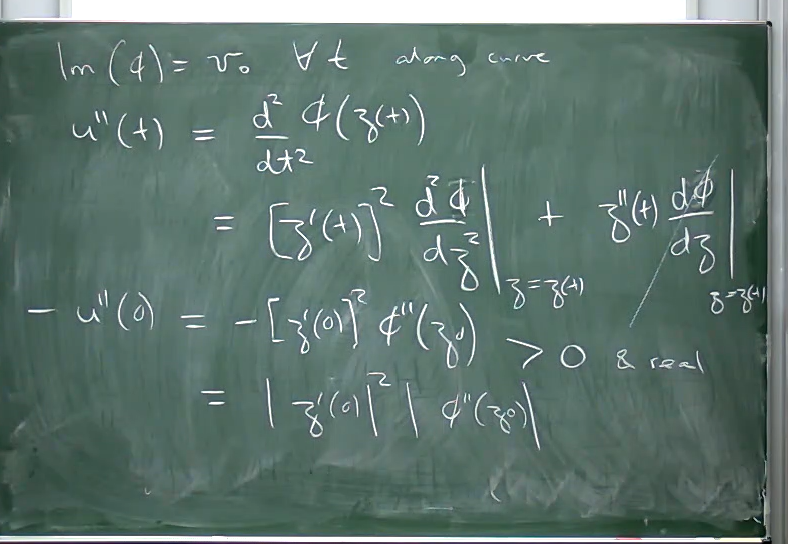 Im(ϕ) = v₀ ∀ t along curve
u''(t) = d²/dt² ϕ(z(t))
= [z'(t)]² d²ϕ/dz² |_{z=z(t)} + z''(t) dϕ/dz |_{z=z(t)}
- u''(0) = -[z'(0)]² ϕ''(z₀) > 0 & real
= |z'(0)|² |ϕ''(z₀)|